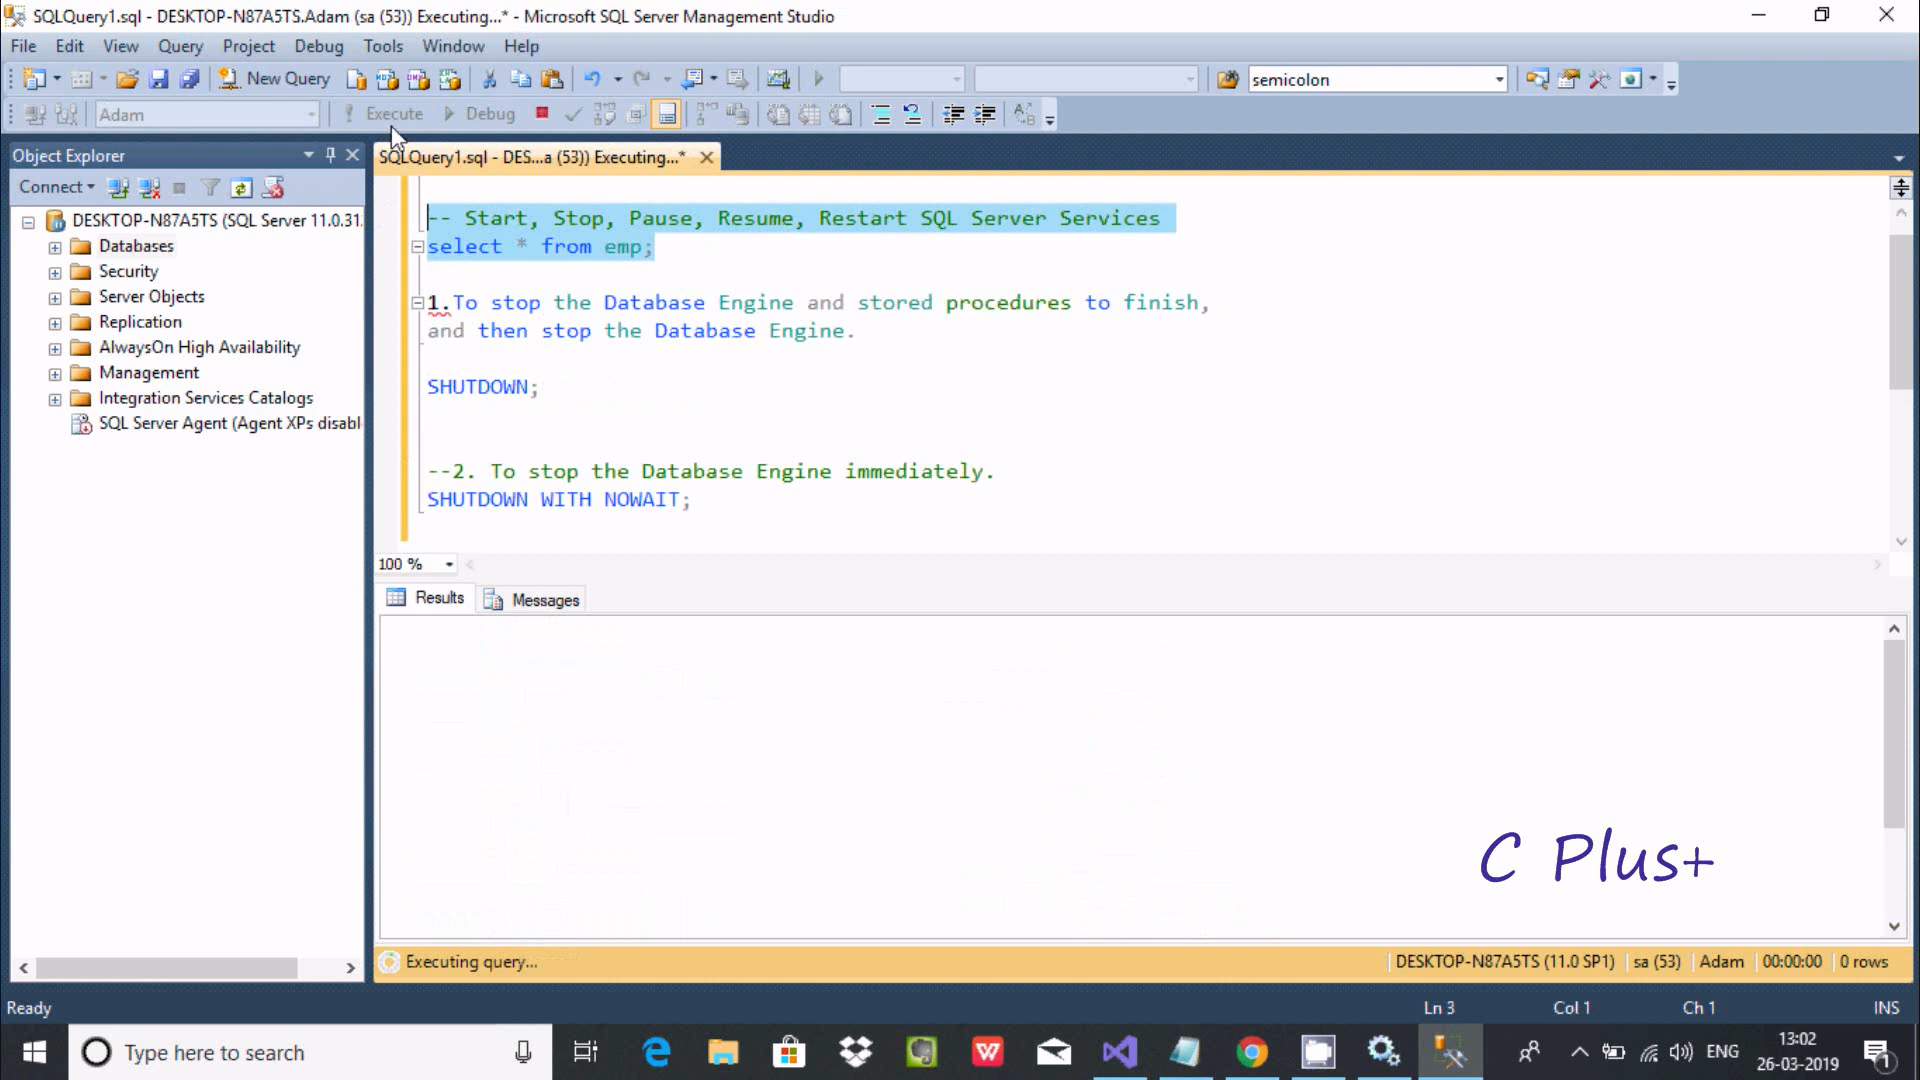 SQLQuery1.sql - DESKTOP-N87A5TS.Adam (sa (53)) Executing...* - Microsoft SQL Server Management Studio
File Edit View Query Project Debug Tools Window Help
New Query semicolon
Adam Execute Debug
Object Explorer
SQLQuery1.sql - DES...a (53)) Executing...*
Connect
DESKTOP-N87A5TS (SQL Server 11.0.31
Databases
Security
Server Objects
Replication
AlwaysOn High Availability
Management
Integration Services Catalogs
SQL Server Agent (Agent XPs disabl
-- Start, Stop, Pause, Resume, Restart SQL Server Services
select * from emp;
1.To stop the Database Engine and stored procedures to finish,
and then stop the Database Engine.
SHUTDOWN;
--2. To stop the Database Engine immediately.
SHUTDOWN WITH NOWAIT;
100 %
Results Messages
C Plus+
Executing query... DESKTOP-N87A5TS (11.0 SP1) sa (53) Adam 00:00:00 0 rows
Ready Ln 3 Col 1 Ch 1 INS
Type here to search ENG 13:02
26-03-2019
1